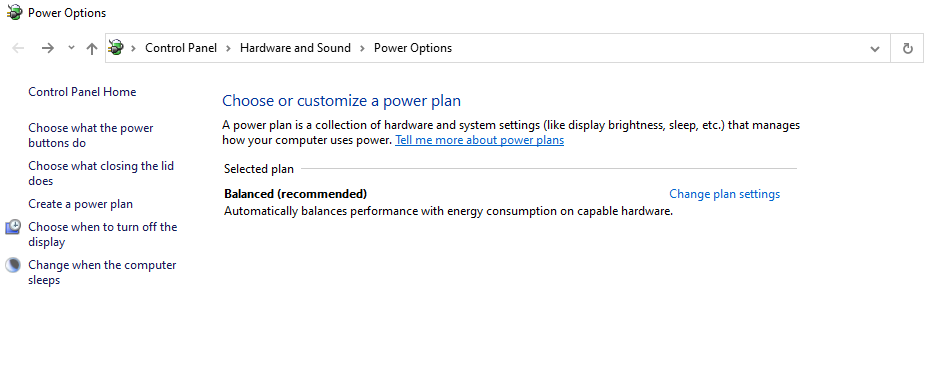 Power Options
Control Panel > Hardware and Sound > Power Options
Control Panel Home
Choose what the power
buttons do
Choose what closing the lid
does
Create a power plan
Choose when to turn off the
display
Change when the computer
sleeps
Choose or customize a power plan
A power plan is a collection of hardware and system settings (like display brightness, sleep, etc.) that manages
how your computer uses power. Tell me more about power plans
Selected plan
Balanced (recommended)
Change plan settings
Automatically balances performance with energy consumption on capable hardware.